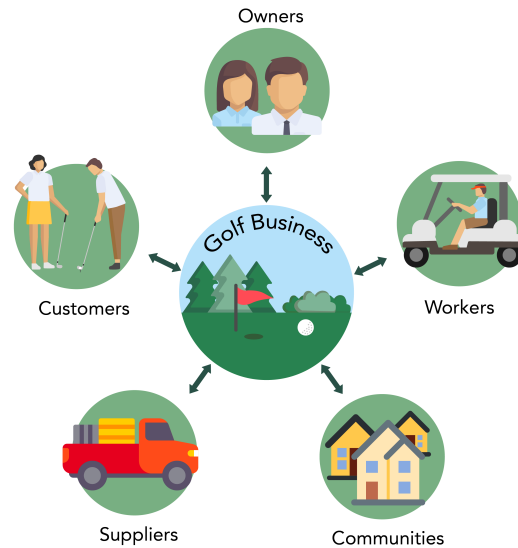 Owners
Golf Business
Customers
Workers
Suppliers
Communities